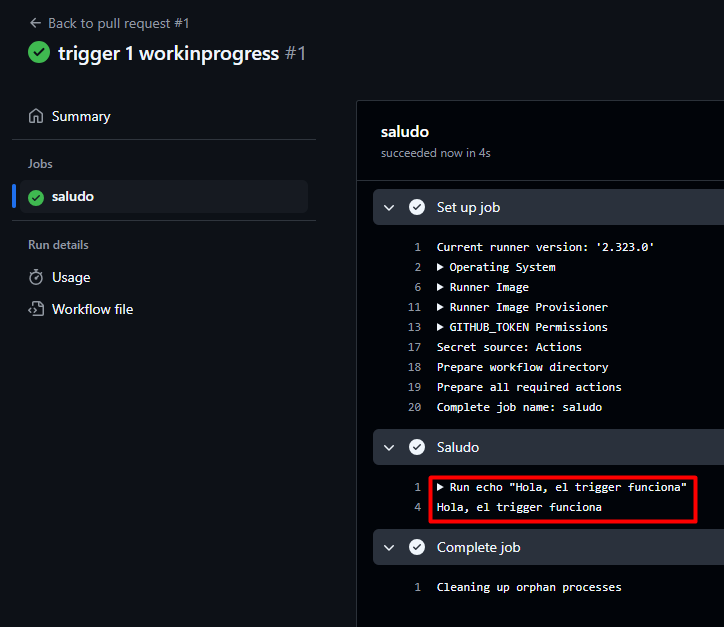 ← Back to pull request #1
trigger 1 workinprogress #1
Summary
Jobs
saludo
Run details
Usage
Workflow file
saludo
succeeded now in 4s
Set up job
1 Current runner version: '2.323.0'
2 ▶ Operating System
6 ▶ Runner Image
11 ▶ Runner Image Provisioner
13 ▶ GITHUB_TOKEN Permissions
17 Secret source: Actions
18 Prepare workflow directory
19 Prepare all required actions
20 Complete job name: saludo
Saludo
1 ▶ Run echo "Hola, el trigger funciona"
4 Hola, el trigger funciona
Complete job
1 Cleaning up orphan processes